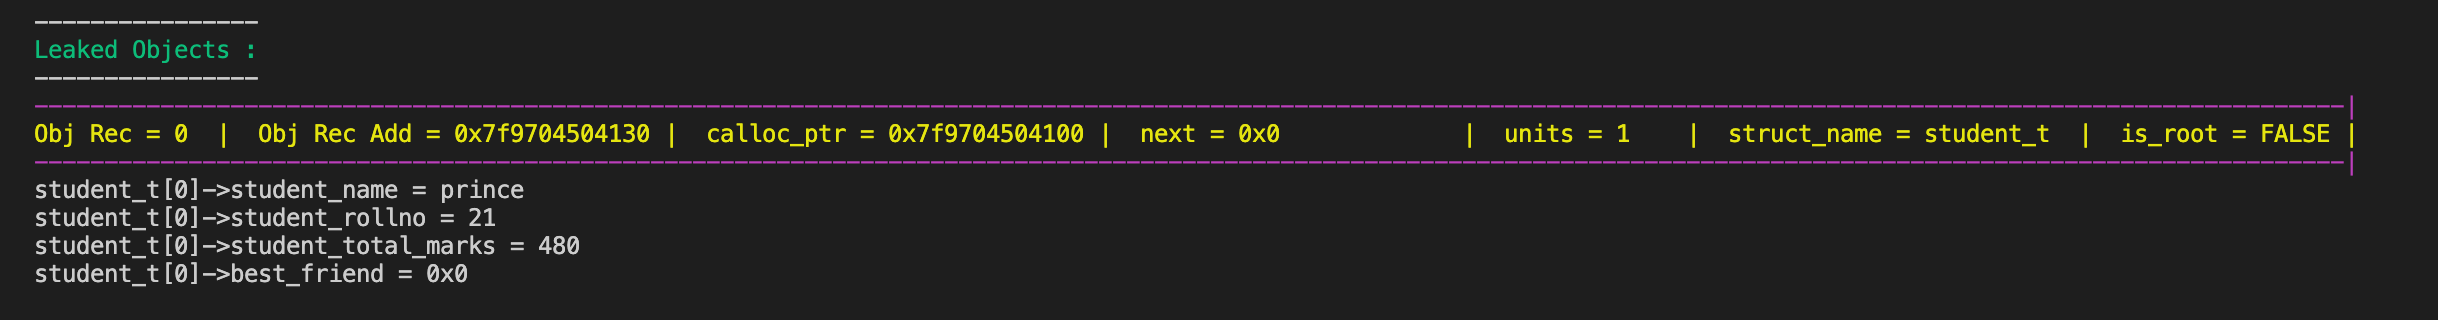 ----------------
Leaked Objects :
----------------
---------------------------------------------------------------------------------------------------------------------------------------------------------------------|
Obj Rec = 0  |  Obj Rec Add = 0x7f9704504130 |  calloc_ptr = 0x7f9704504100 |  next = 0x0             |  units = 1    |  struct_name = student_t  |  is_root = FALSE |
---------------------------------------------------------------------------------------------------------------------------------------------------------------------|
student_t[0]->student_name = prince
student_t[0]->student_rollno = 21
student_t[0]->student_total_marks = 480
student_t[0]->best_friend = 0x0